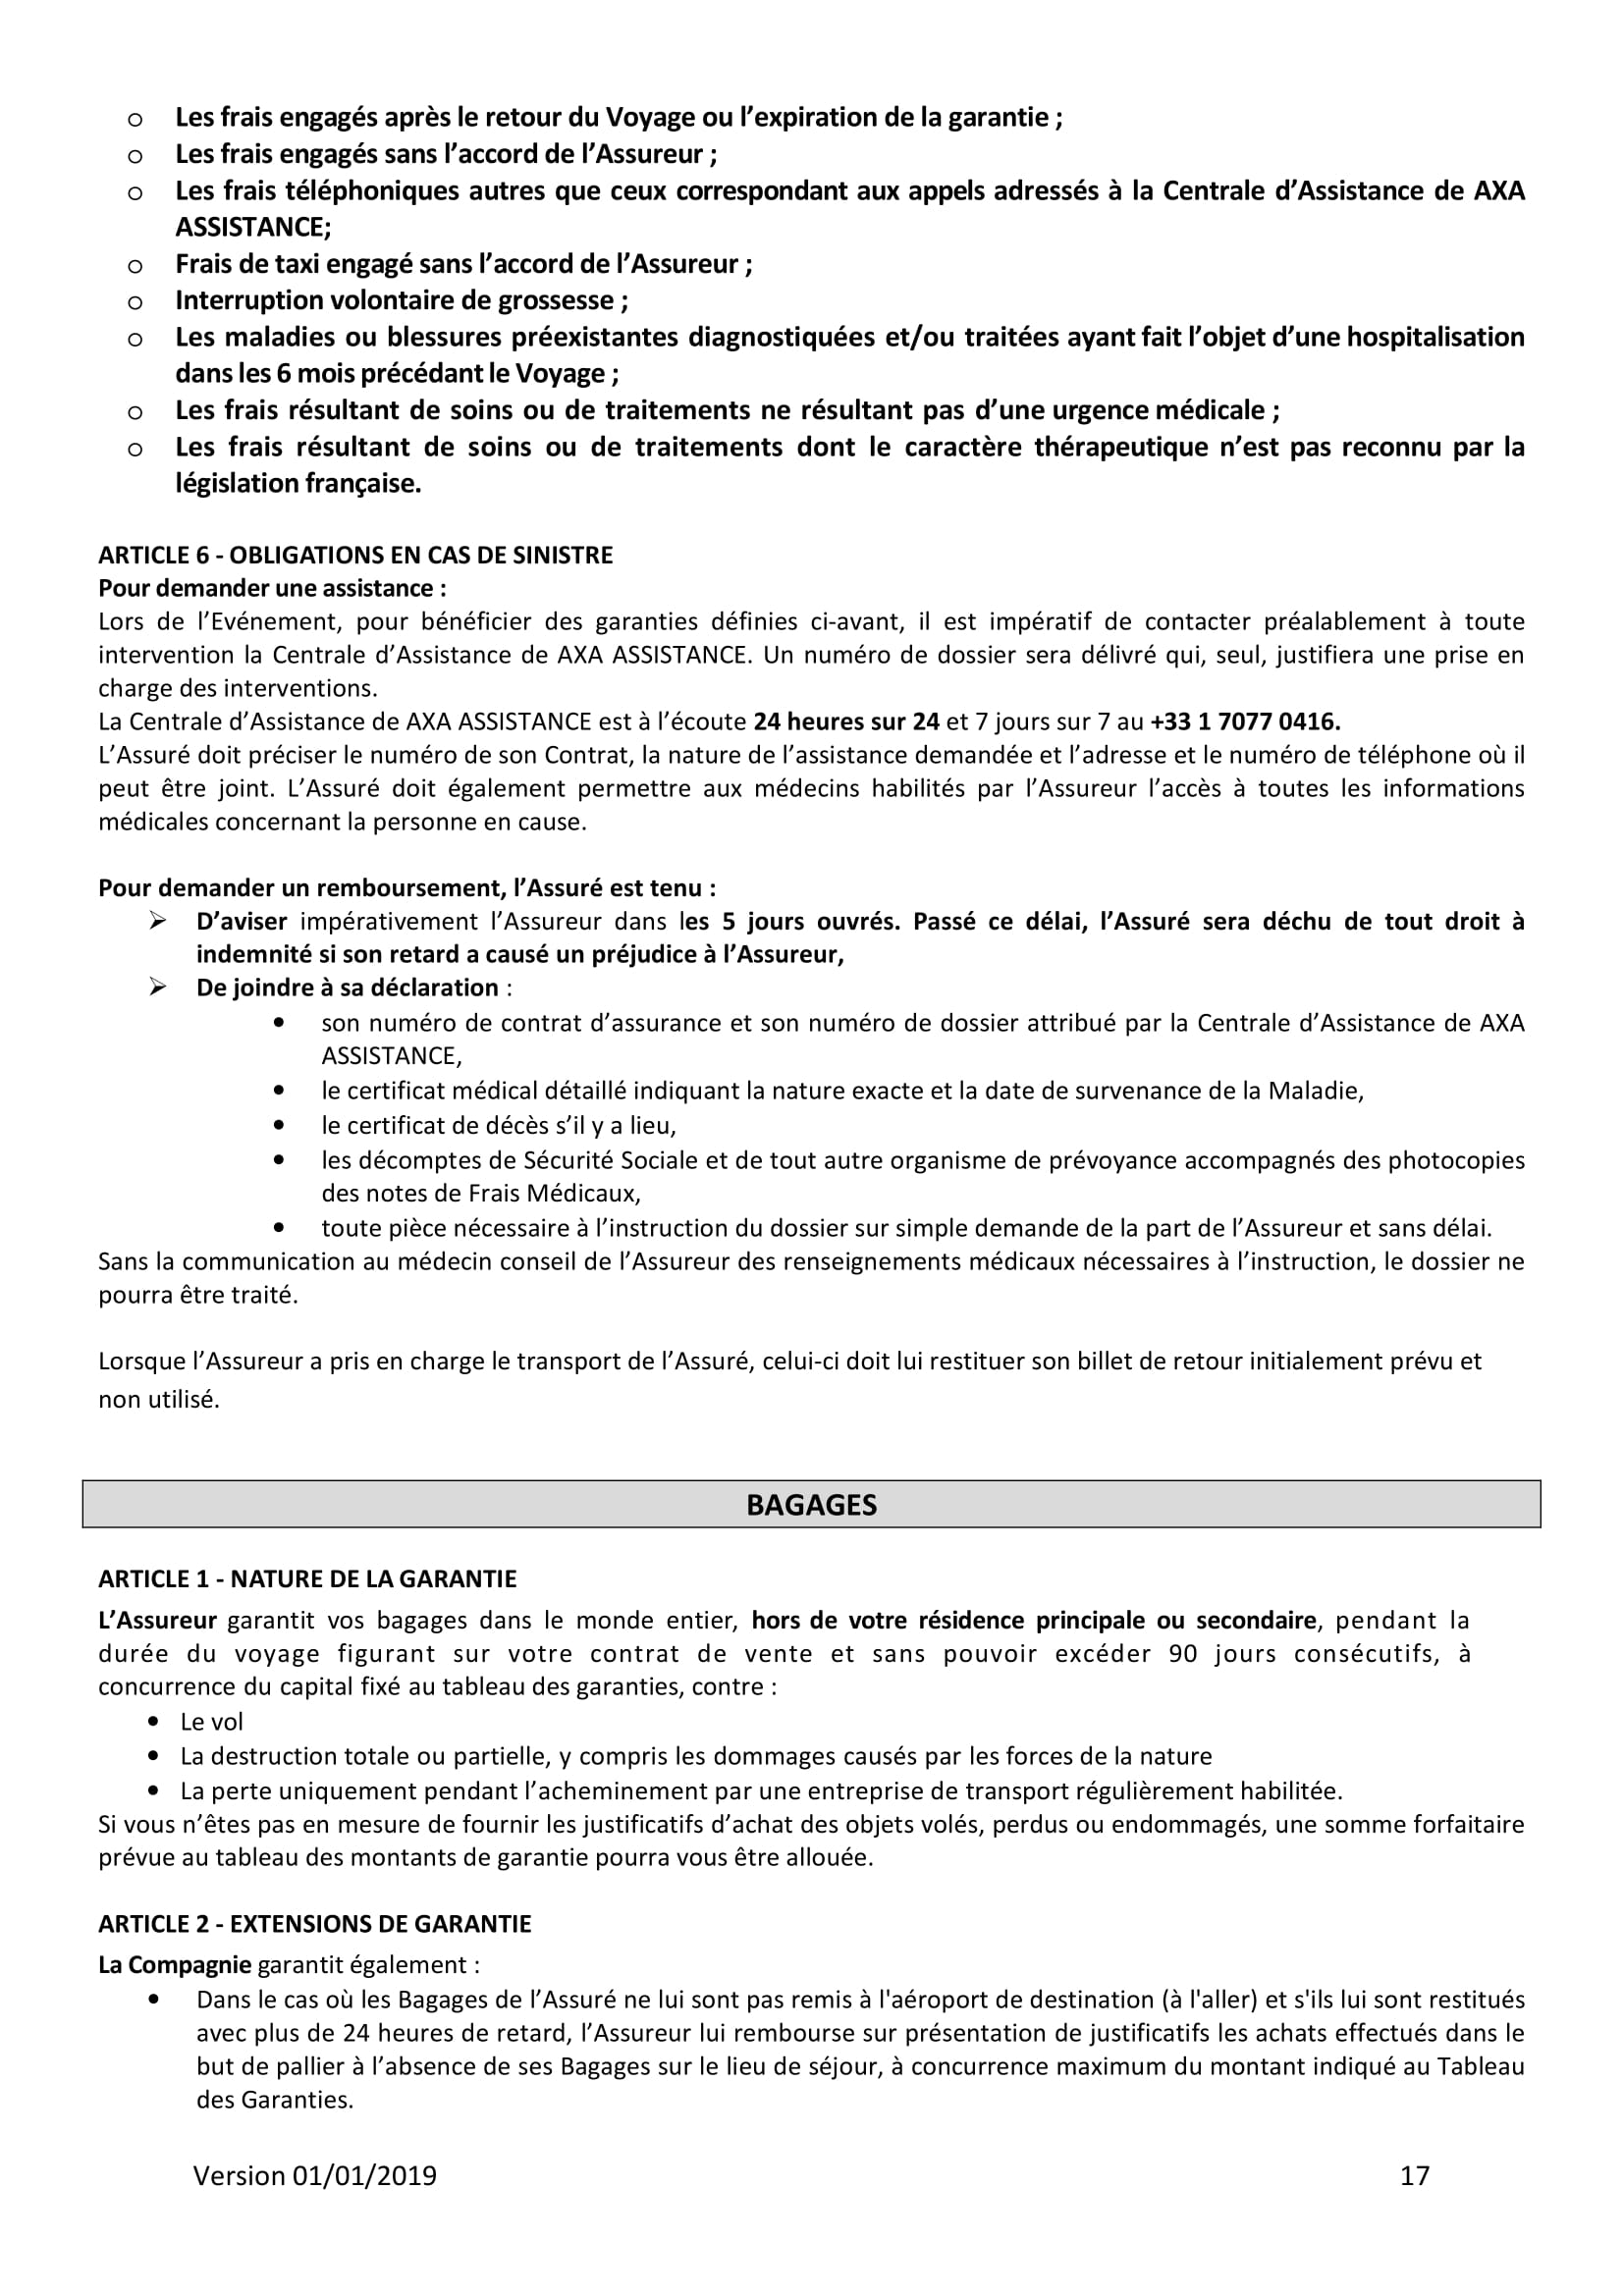 o Les frais engagés après le retour du Voyage ou l’expiration de la garantie ;
o Les frais engagés sans l’accord de l’Assureur ;
o Les frais téléphoniques autres que ceux correspondant aux appels adressés à la Centrale d’Assistance de AXA
ASSISTANCE;
o Frais de taxi engagé sans l’accord de l’Assureur ;
o Interruption volontaire de grossesse ;
o Les maladies ou blessures préexistantes diagnostiquées et/ou traitées ayant fait l’objet d’une hospitalisation
dans les 6 mois précédant le Voyage ;
o Les frais résultant de soins ou de traitements ne résultant pas d’une urgence médicale ;
o Les frais résultant de soins ou de traitements dont le caractère thérapeutique n’est pas reconnu par la
législation française.
ARTICLE 6 - OBLIGATIONS EN CAS DE SINISTRE
Pour demander une assistance :
Lors de l’Evénement, pour bénéficier des garanties définies ci-avant, il est impératif de contacter préalablement à toute
intervention la Centrale d’Assistance de AXA ASSISTANCE. Un numéro de dossier sera délivré qui, seul, justifiera une prise en
charge des interventions.
La Centrale d’Assistance de AXA ASSISTANCE est à l’écoute 24 heures sur 24 et 7 jours sur 7 au +33 1 7077 0416.
L’Assuré doit préciser le numéro de son Contrat, la nature de l’assistance demandée et l’adresse et le numéro de téléphone où il
peut être joint. L’Assuré doit également permettre aux médecins habilités par l’Assureur l’accès à toutes les informations
médicales concernant la personne en cause.
Pour demander un remboursement, l’Assuré est tenu :
➢ D’aviser impérativement l’Assureur dans les 5 jours ouvrés. Passé ce délai, l’Assuré sera déchu de tout droit à
indemnité si son retard a causé un préjudice à l’Assureur,
➢ De joindre à sa déclaration :
• son numéro de contrat d’assurance et son numéro de dossier attribué par la Centrale d’Assistance de AXA
ASSISTANCE,
• le certificat médical détaillé indiquant la nature exacte et la date de survenance de la Maladie,
• le certificat de décès s’il y a lieu,
• les décomptes de Sécurité Sociale et de tout autre organisme de prévoyance accompagnés des photocopies
des notes de Frais Médicaux,
• toute pièce nécessaire à l’instruction du dossier sur simple demande de la part de l’Assureur et sans délai.
Sans la communication au médecin conseil de l’Assureur des renseignements médicaux nécessaires à l’instruction, le dossier ne
pourra être traité.
Lorsque l’Assureur a pris en charge le transport de l’Assuré, celui-ci doit lui restituer son billet de retour initialement prévu et
non utilisé.
BAGAGES
ARTICLE 1 - NATURE DE LA GARANTIE
L’Assureur garantit vos bagages dans le monde entier, hors de votre résidence principale ou secondaire, pendant la
durée du voyage figurant sur votre contrat de vente et sans pouvoir excéder 90 jours consécutifs, à
concurrence du capital fixé au tableau des garanties, contre :
• Le vol
• La destruction totale ou partielle, y compris les dommages causés par les forces de la nature
• La perte uniquement pendant l’acheminement par une entreprise de transport régulièrement habilitée.
Si vous n’êtes pas en mesure de fournir les justificatifs d’achat des objets volés, perdus ou endommagés, une somme forfaitaire
prévue au tableau des montants de garantie pourra vous être allouée.
ARTICLE 2 - EXTENSIONS DE GARANTIE
La Compagnie garantit également :
• Dans le cas où les Bagages de l’Assuré ne lui sont pas remis à l'aéroport de destination (à l'aller) et s'ils lui sont restitués
avec plus de 24 heures de retard, l’Assureur lui rembourse sur présentation de justificatifs les achats effectués dans le
but de pallier à l’absence de ses Bagages sur le lieu de séjour, à concurrence maximum du montant indiqué au Tableau
des Garanties.
Version 01/01/2019 17